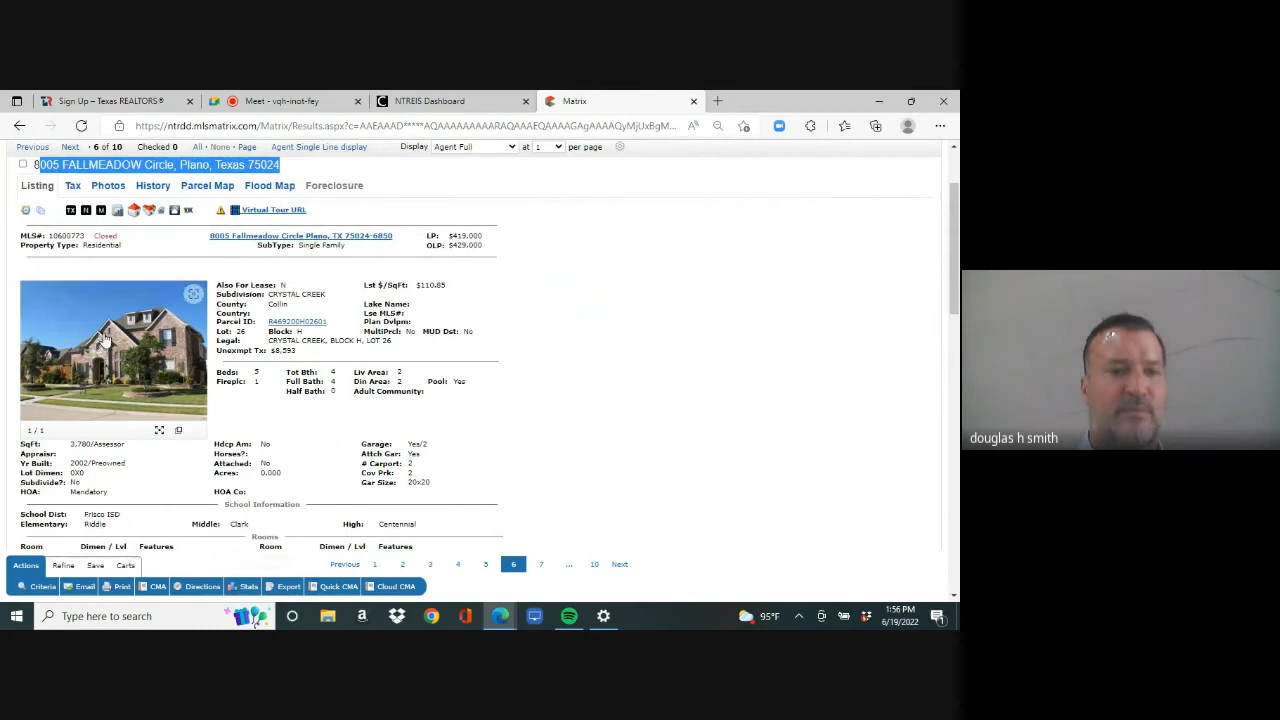 Sign Up – Texas REALTORS®
Meet - vqh-inot-fey
NTREIS Dashboard
Matrix
https://ntrdd.mlsmatrix.com/Matrix/Results.aspx?c=AAEAAAD*****AQAAAAAAAAARAQAAAEQAAAAGAgAAAAQyMjUxBgM...
Previous Next · 6 of 10 Checked 0 All · None · Page Agent Single Line display Display Agent Full at 1 per page
8005 FALLMEADOW Circle, Plano, Texas 75024
Listing Tax Photos History Parcel Map Flood Map Foreclosure
Virtual Tour URL
MLS#: 10600773 Closed 8005 Fallmeadow Circle Plano, TX 75024-6850 LP: $419,000
Property Type: Residential SubType: Single Family OLP: $429,000
Also For Lease: N Lst $/SqFt: $110.85
Subdivision: CRYSTAL CREEK
County: Collin Lake Name:
Country: Lse MLS#:
Parcel ID: R469200H02601 Plan Dvlpm:
Lot: 26 Block: H MultiPrcl: No MUD Dst: No
Legal: CRYSTAL CREEK, BLOCK H, LOT 26
Unexmpt Tx: $8,593
Beds: 5 Tot Bth: 4 Liv Area: 2
Fireplc: 1 Full Bath: 4 Din Area: 2 Pool: Yes
Half Bath: 0 Adult Community:
1 / 1
SqFt: 3,780/Assessor Hdcp Am: No Garage: Yes/2
Appraisr: Horses?: Attch Gar: Yes
Yr Built: 2002/Preowned Attached: No # Carport: 2
Lot Dimen: 0X0 Acres: 0.000 Cov Prk: 2
Subdivide?: No Gar Size: 20x20
HOA: Mandatory HOA Co:
School Information
School Dist: Frisco ISD
Elementary: Riddle Middle: Clark High: Centennial
Rooms
Room Dimen / Lvl Features Room Dimen / Lvl Features
Actions Refine Save Carts Previous 1 2 3 4 5 6 7 ... 10 Next
Criteria Email Print CMA Directions Stats Export Quick CMA Cloud CMA
Type here to search
95°F
1:56 PM
6/19/2022
1
douglas h smith